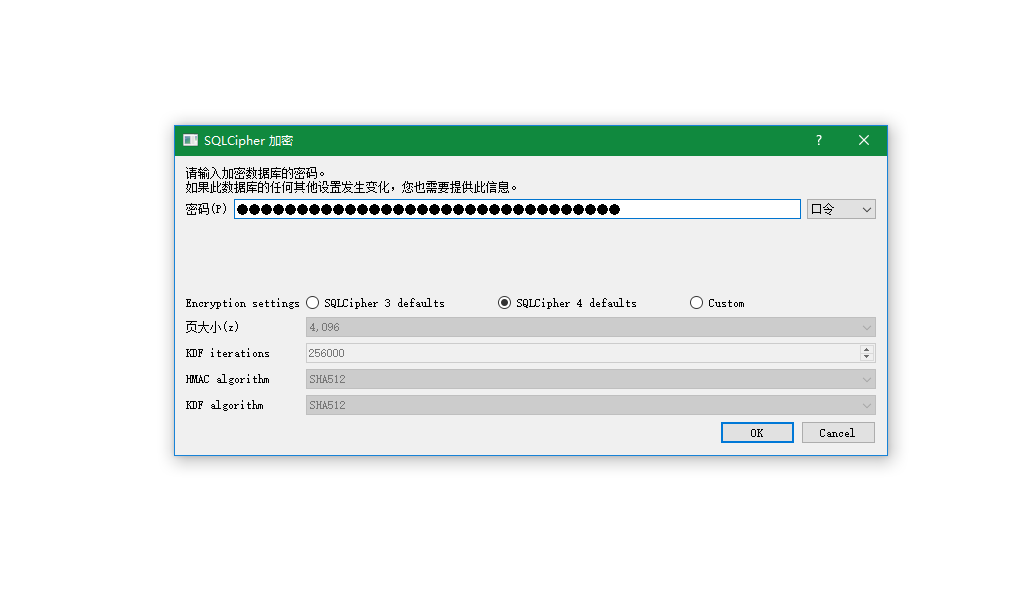 SQLCipher 加密
请输入加密数据库的密码。
如果此数据库的任何其他设置发生变化，您也需要提供此信息。
密码(P) ●●●●●●●●●●●●●●●●●●●●●●●●●●●●●●●● 口令
Encryption settings SQLCipher 3 defaults SQLCipher 4 defaults Custom
页大小(z) 4,096
KDF iterations 256000
HMAC algorithm SHA512
KDF algorithm SHA512
OK Cancel